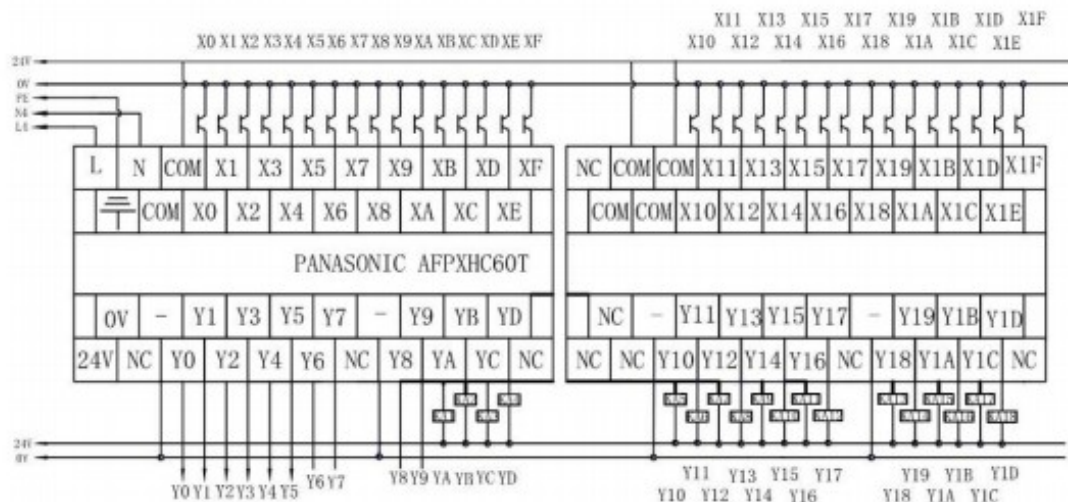 X11 X13 X15 X17 X19 X1B X1D X1F
X0 X1 X2 X3 X4 X5 X6 X7 X8 X9 XA XB XC XD XE XF
X10 X12 X14 X16 X18 X1A X1C X1E
24V
0V
PE
L N COM X1 X3 X5 X7 X9 XB XD XF
NC COM COM X11 X13 X15 X17 X19 X1B X1D X1F
COM X0 X2 X4 X6 X8 XA XC XE
COM COM X10 X12 X14 X16 X18 X1A X1C X1E
PANASONIC AFPXHC60T
0V - Y1 Y3 Y5 Y7 - Y9 YB YD
NC - Y11 Y13 Y15 Y17 - Y19 Y1B Y1D
24V NC Y0 Y2 Y4 Y6 NC Y8 YA YC NC
NC NC Y10 Y12 Y14 Y16 NC Y18 Y1A Y1C NC
24V
0V
Y0 Y1 Y2 Y3 Y4 Y5 Y6 Y7 Y8 Y9 YA YB YC YD
Y11 Y13 Y15 Y17 Y19 Y1B Y1D
Y10 Y12 Y14 Y16 Y18 Y1A Y1C